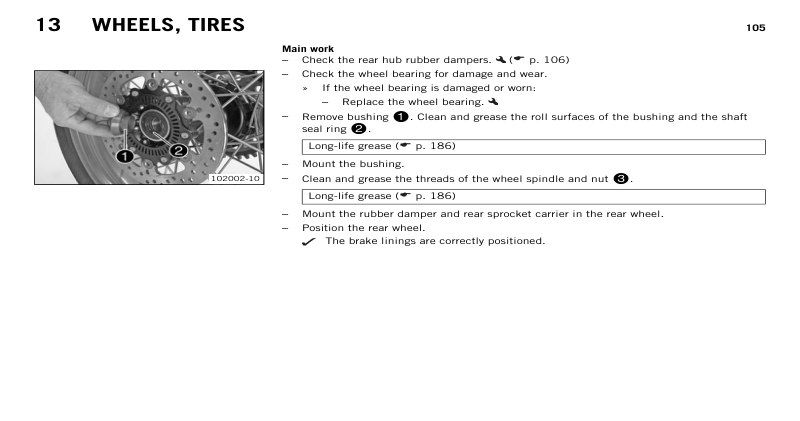 13 WHEELS, TIRES
105
1
2
102002-10
Main work
– Check the rear hub rubber dampers. (☛ p. 106)
– Check the wheel bearing for damage and wear.
» If the wheel bearing is damaged or worn:
– Replace the wheel bearing.
– Remove bushing ❶. Clean and grease the roll surfaces of the bushing and the shaft
seal ring ❷.
Long-life grease (☛ p. 186)
– Mount the bushing.
– Clean and grease the threads of the wheel spindle and nut ❸.
Long-life grease (☛ p. 186)
– Mount the rubber damper and rear sprocket carrier in the rear wheel.
– Position the rear wheel.
✓ The brake linings are correctly positioned.